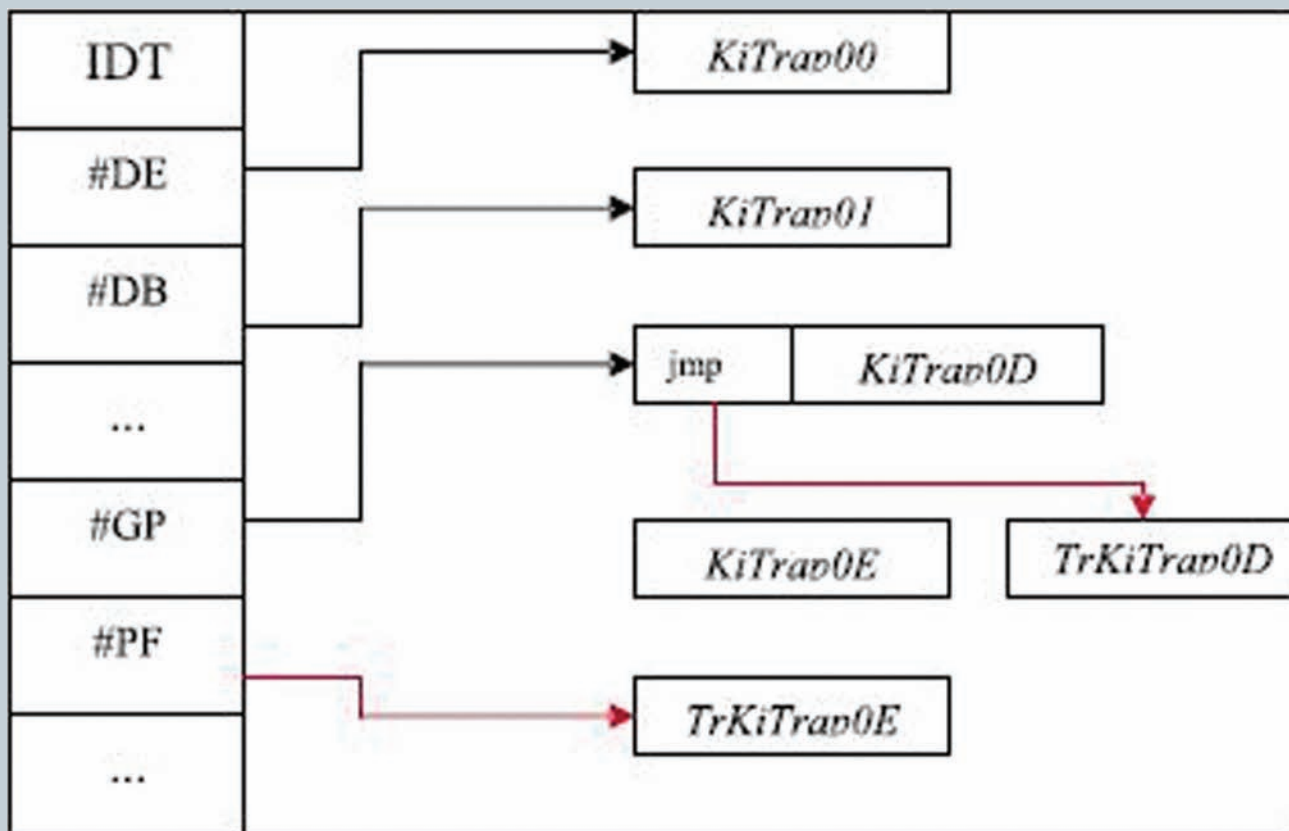 IDT
KiTrap00
#DE
KiTrap01
#DB
jmp
KiTrap0D
...
#GP
KiTrap0E
TrKiTrap0D
#PF
TrKiTrap0E
...